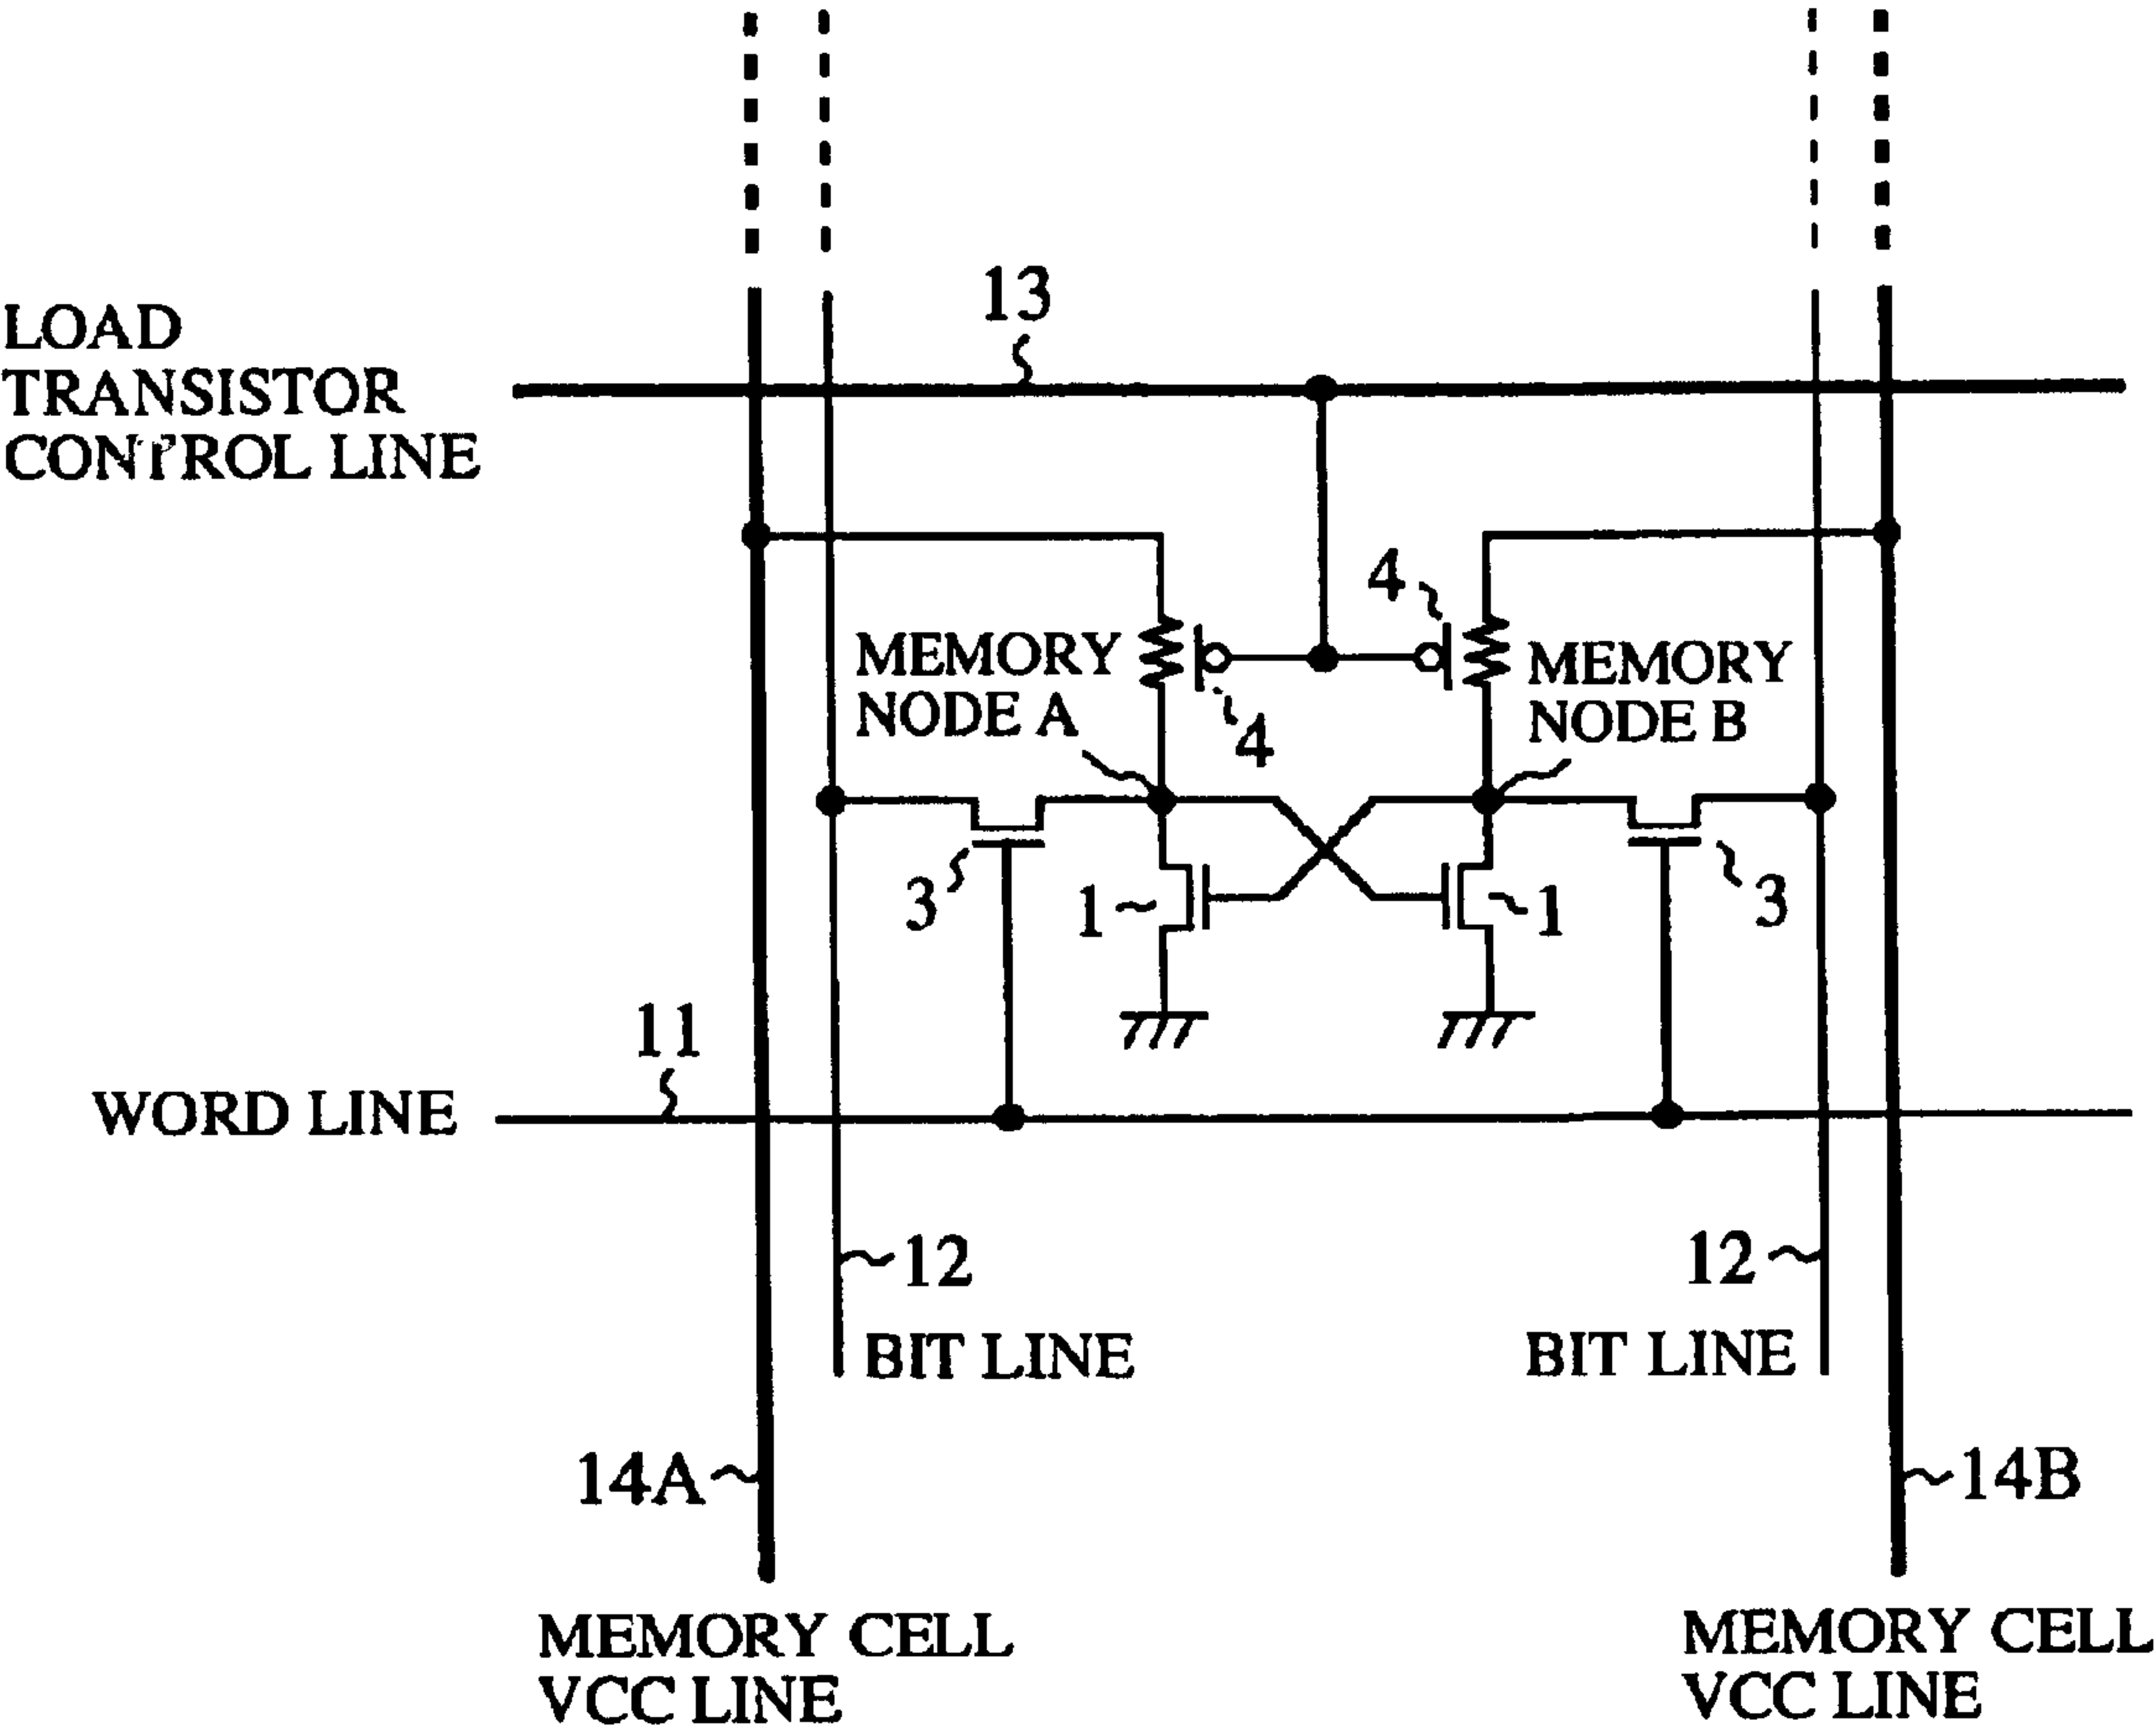 13
LOAD
TRANSISTOR
CONTROL LINE
4
MEMORY
NODE A
MEMORY
NODE B
4
3
1
1
3
11
WORD LINE
12
BIT LINE
12
BIT LINE
14A
14B
MEMORY CELL
VCC LINE
MEMORY CELL
VCC LINE